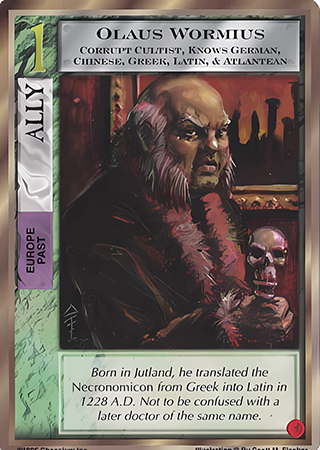 1
OLAUS WORMIUS
CORRUPT CULTIST, KNOWS GERMAN,
CHINESE, GREEK, LATIN, & ATLANTEAN
ALLY
EUROPE
PAST
Born in Jutland, he translated the
Necronomicon from Greek into Latin in
1228 A.D. Not to be confused with a
later doctor of the same name.